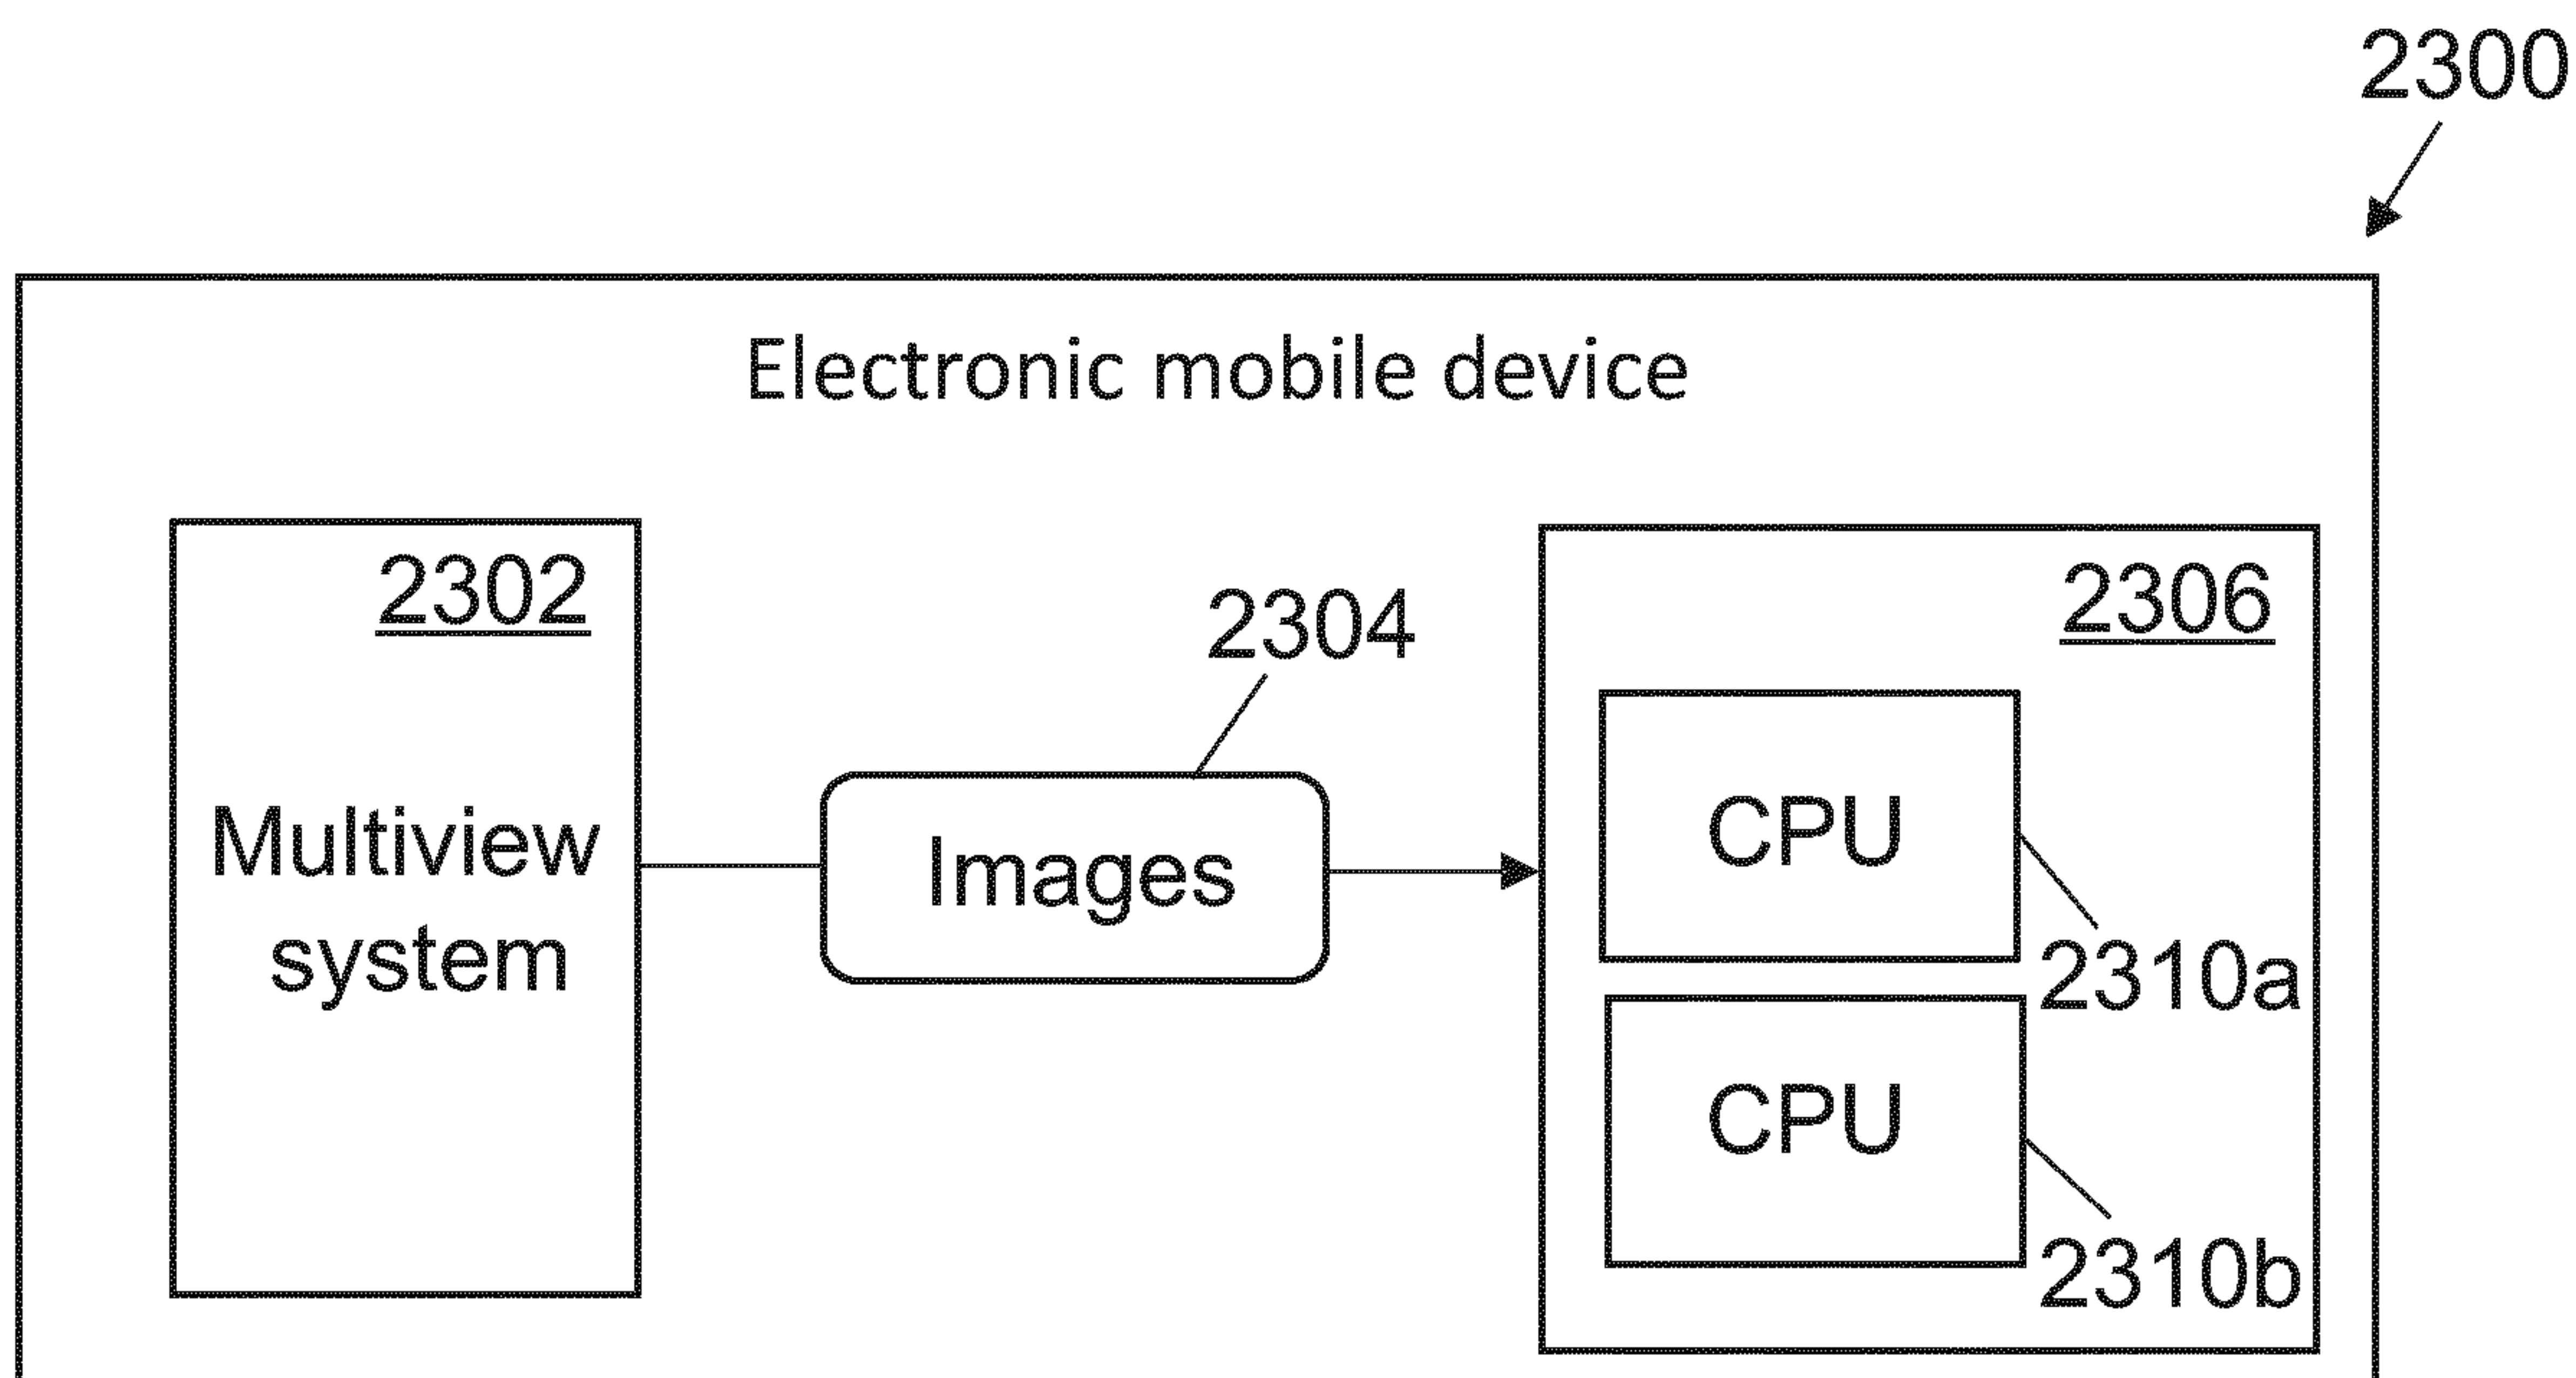 2300
Electronic mobile device
2302
Multiview
system
2304
Images
2306
CPU
2310a
CPU
2310b